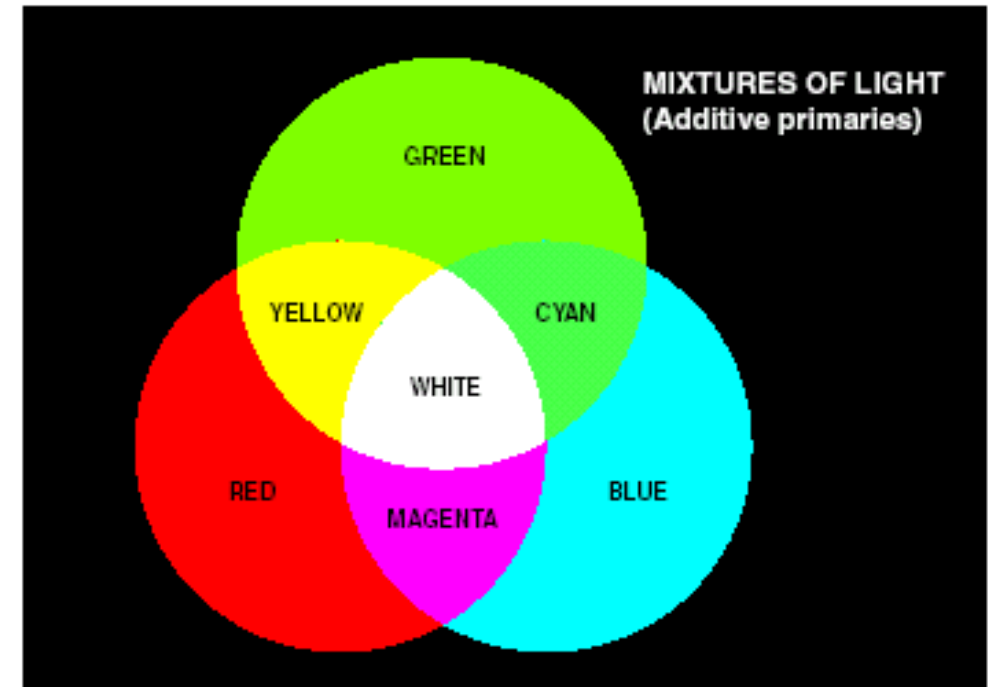 MIXTURES OF LIGHT
(Additive primaries)
GREEN
YELLOW
CYAN
WHITE
RED
BLUE
MAGENTA